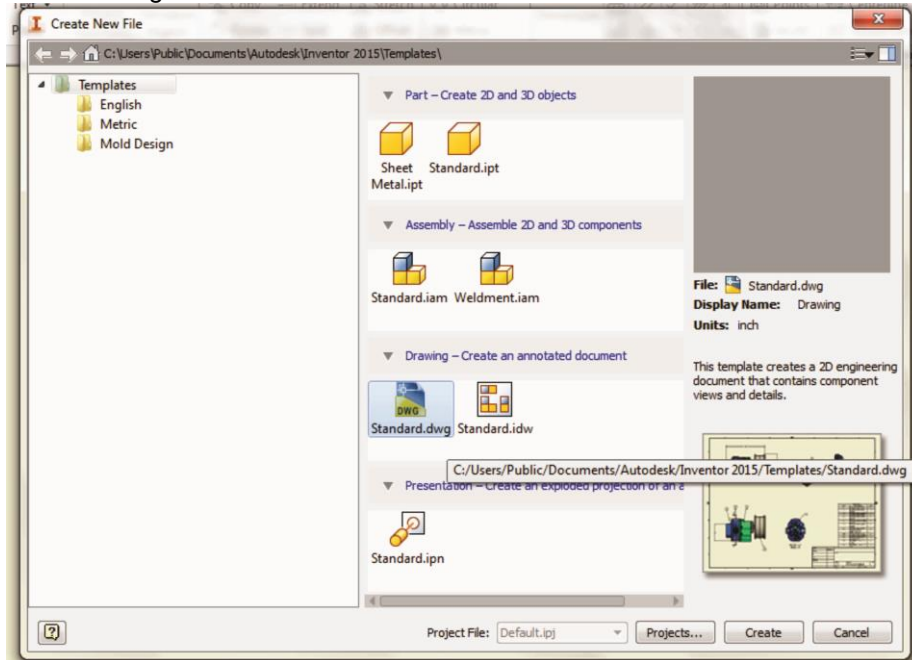 Create New File
C:\Users\Public\Documents\Autodesk\Inventor 2015\Templates\
Templates
English
Metric
Mold Design
Part – Create 2D and 3D objects
Sheet Metal.ipt
Standard.ipt
Assembly – Assemble 2D and 3D components
Standard.iam
Weldment.iam
Drawing – Create an annotated document
DWG
Standard.dwg
Standard.idw
C:/Users/Public/Documents/Autodesk/Inventor 2015/Templates/Standard.dwg
Presentation – Create an exploded projection of an a
Standard.ipn
File: Standard.dwg
Display Name: Drawing
Units: inch
This template creates a 2D engineering
document that contains component
views and details.
Project File: Default.ipj
Projects...
Create
Cancel